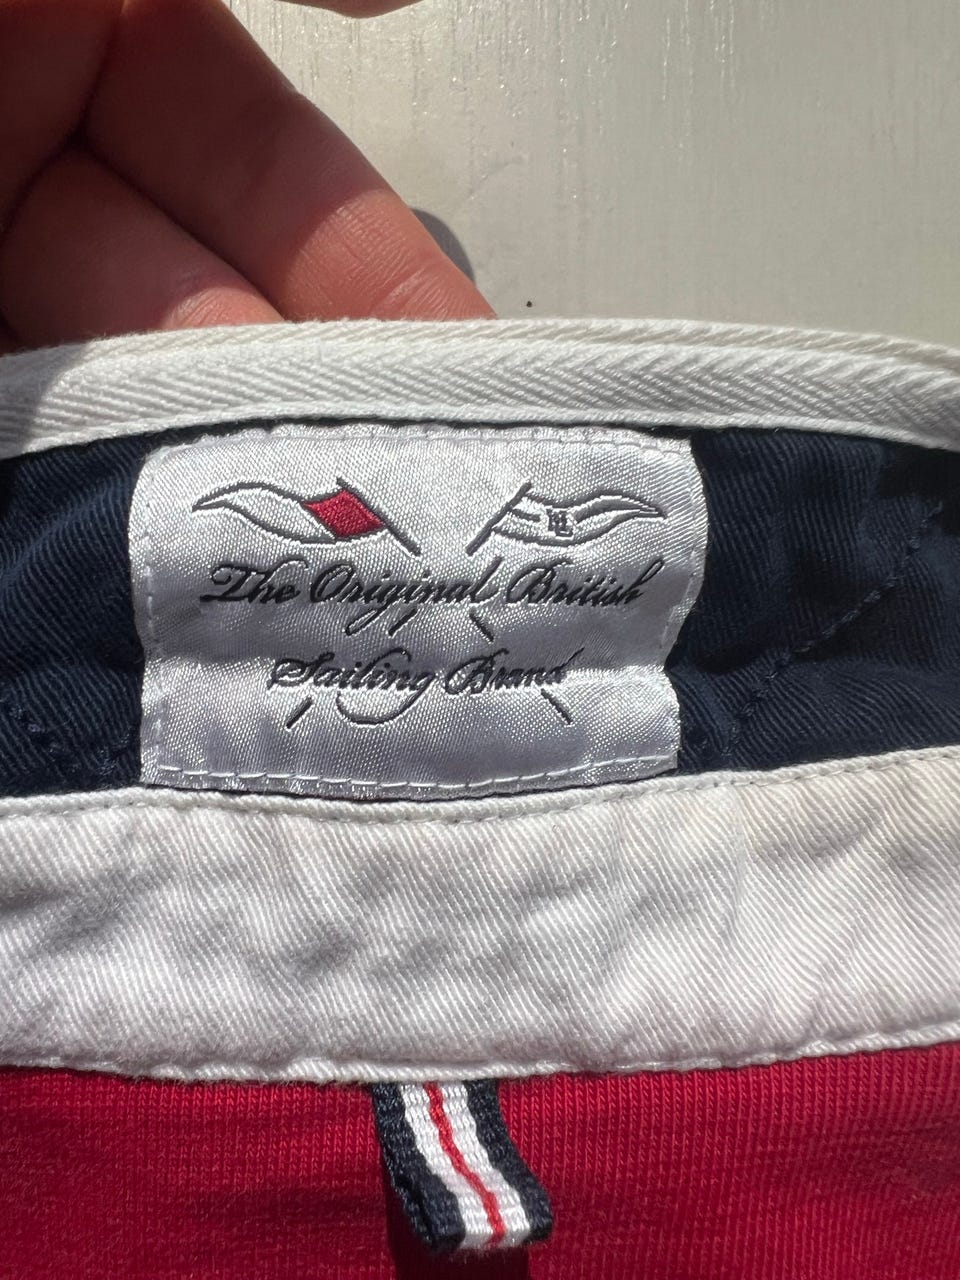 The Original British
Sailing Brand